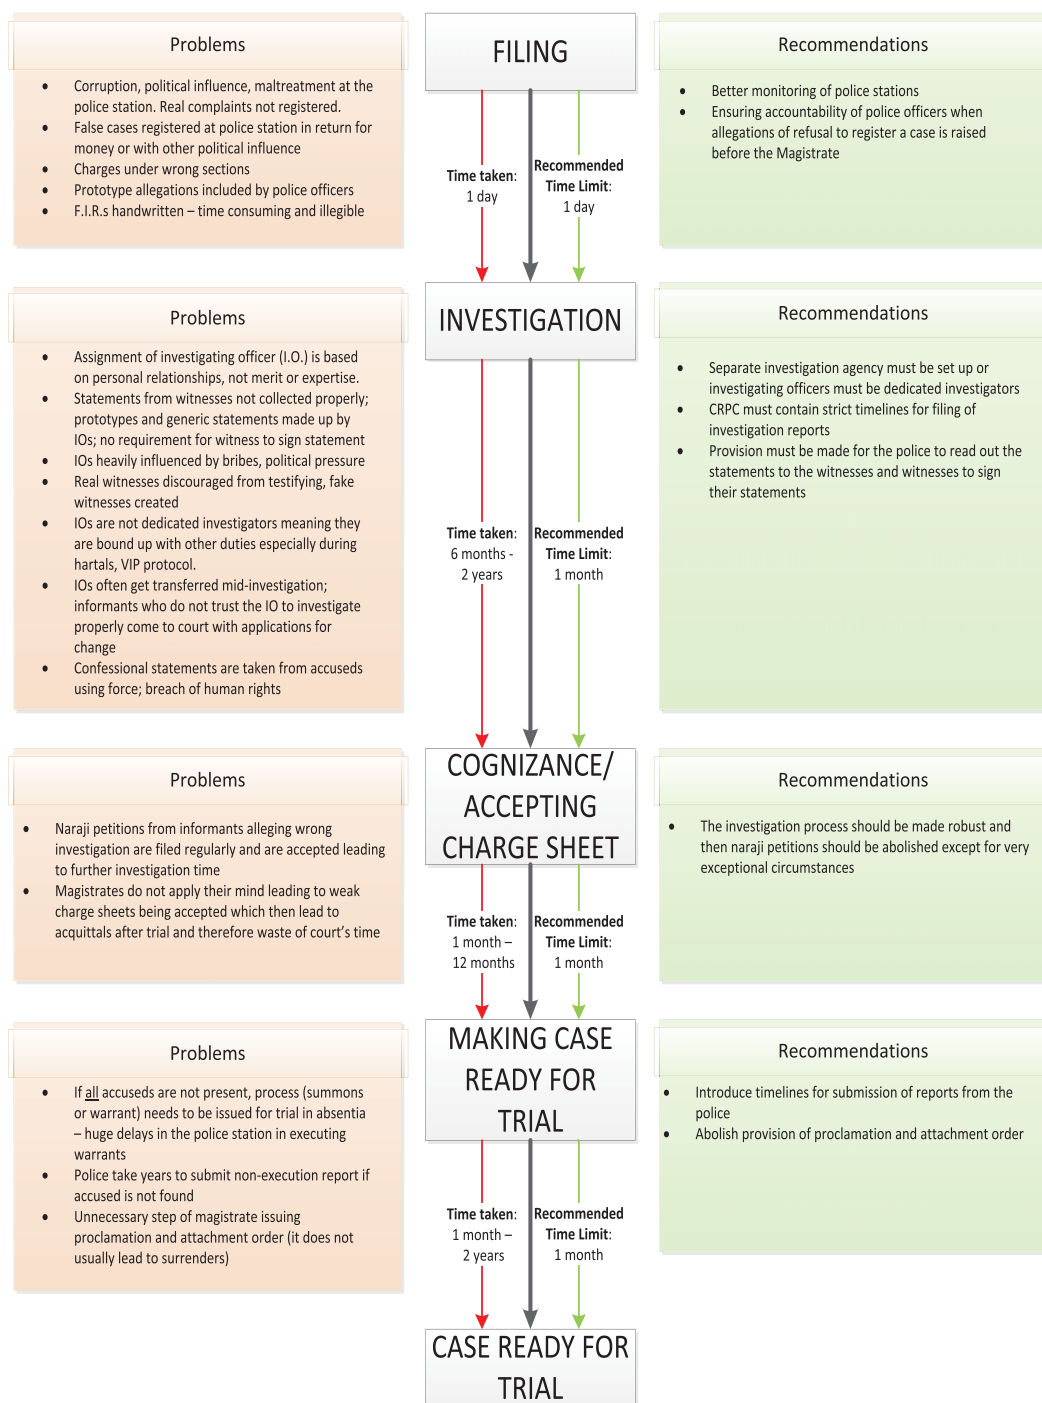 Problems
• Corruption, political influence, maltreatment at the
police station. Real complaints not registered.
• False cases registered at police station in return for
money or with other political influence
• Charges under wrong sections
• Prototype allegations included by police officers
• F.I.R.s handwritten – time consuming and illegible
FILING
Time taken:
1 day
Recommended
Time Limit:
1 day
Recommendations
• Better monitoring of police stations
• Ensuring accountability of police officers when
allegations of refusal to register a case is raised
before the Magistrate
Problems
• Assignment of investigating officer (I.O.) is based
on personal relationships, not merit or expertise.
• Statements from witnesses not collected properly;
prototypes and generic statements made up by
IOs; no requirement for witness to sign statement
• IOs heavily influenced by bribes, political pressure
• Real witnesses discouraged from testifying, fake
witnesses created
• IOs are not dedicated investigators meaning they
are bound up with other duties especially during
hartals, VIP protocol.
• IOs often get transferred mid-investigation;
informants who do not trust the IO to investigate
properly come to court with applications for
change
• Confessional statements are taken from accuseds
using force; breach of human rights
INVESTIGATION
Time taken:
6 months -
2 years
Recommended
Time Limit:
1 month
Recommendations
• Separate investigation agency must be set up or
investigating officers must be dedicated investigators
• CRPC must contain strict timelines for filing of
investigation reports
• Provision must be made for the police to read out the
statements to the witnesses and witnesses to sign
their statements
Problems
• Naraji petitions from informants alleging wrong
investigation are filed regularly and are accepted leading
to further investigation time
• Magistrates do not apply their mind leading to weak
charge sheets being accepted which then lead to
acquittals after trial and therefore waste of court's time
COGNIZANCE/
ACCEPTING
CHARGE SHEET
Time taken:
1 month –
12 months
Recommended
Time Limit:
1 month
Recommendations
• The investigation process should be made robust and
then naraji petitions should be abolished except for very
exceptional circumstances
Problems
• If all accuseds are not present, process (summons
or warrant) needs to be issued for trial in absentia
– huge delays in the police station in executing
warrants
• Police take years to submit non-execution report if
accused is not found
• Unnecessary step of magistrate issuing
proclamation and attachment order (it does not
usually lead to surrenders)
MAKING CASE
READY FOR
TRIAL
Time taken:
1 month –
2 years
Recommended
Time Limit:
1 month
Recommendations
• Introduce timelines for submission of reports from the
police
• Abolish provision of proclamation and attachment order
CASE READY FOR
TRIAL